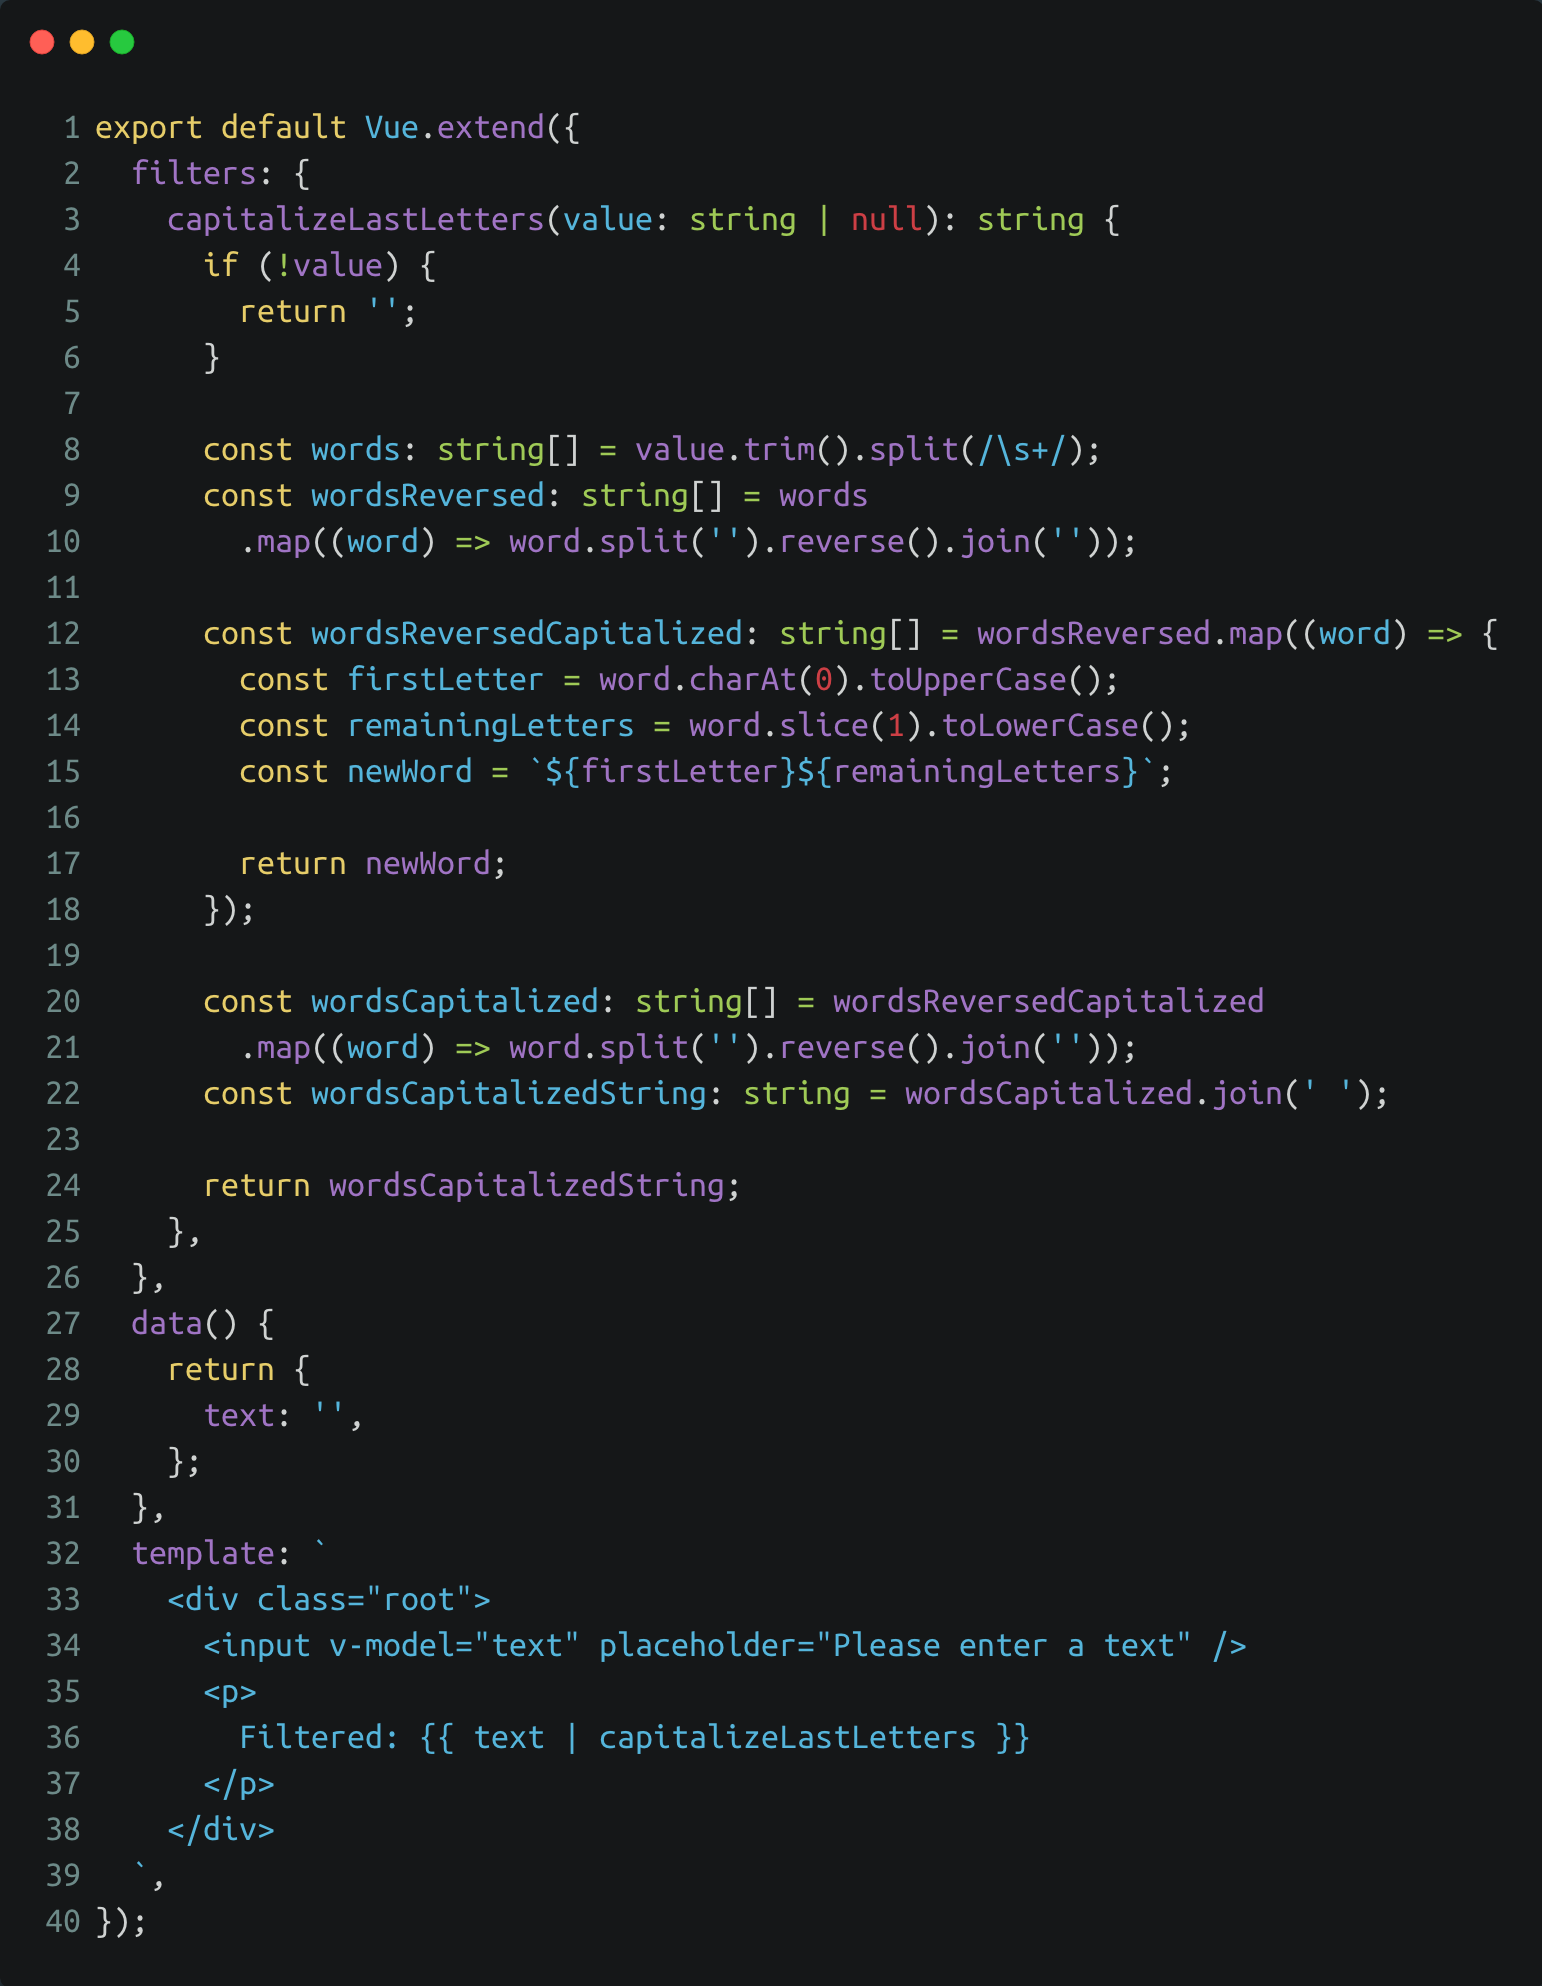 1 export default Vue.extend({
2   filters: {
3     capitalizeLastLetters(value: string | null): string {
4       if (!value) {
5         return '';
6       }
7
8       const words: string[] = value.trim().split(/\s+/);
9       const wordsReversed: string[] = words
10         .map((word) => word.split('').reverse().join(''));
11
12       const wordsReversedCapitalized: string[] = wordsReversed.map((word) => {
13         const firstLetter = word.charAt(0).toUpperCase();
14         const remainingLetters = word.slice(1).toLowerCase();
15         const newWord = `${firstLetter}${remainingLetters}`;
16
17         return newWord;
18       });
19
20       const wordsCapitalized: string[] = wordsReversedCapitalized
21         .map((word) => word.split('').reverse().join(''));
22       const wordsCapitalizedString: string = wordsCapitalized.join(' ');
23
24       return wordsCapitalizedString;
25     },
26   },
27   data() {
28     return {
29       text: '',
30     };
31   },
32   template: `
33     <div class="root">
34       <input v-model="text" placeholder="Please enter a text" />
35       <p>
36         Filtered: {{ text | capitalizeLastLetters }}
37       </p>
38     </div>
39   `,
40 });